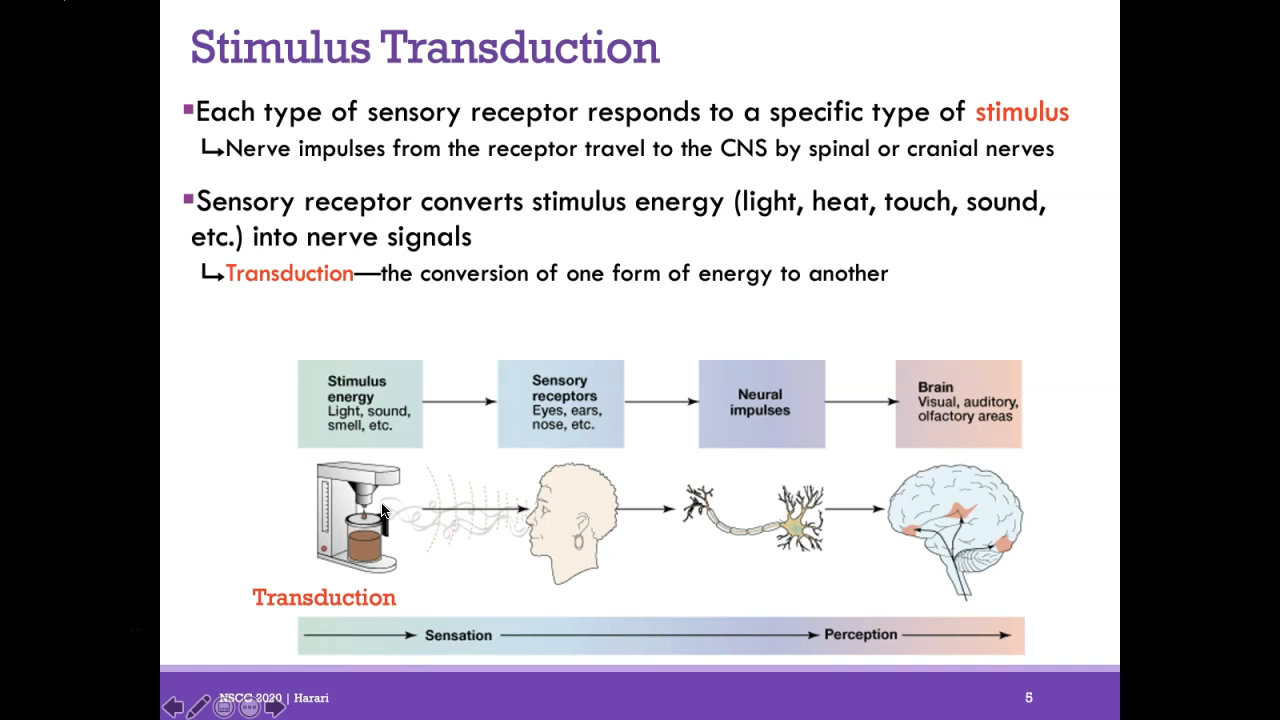 Stimulus Transduction
▪Each type of sensory receptor responds to a specific type of stimulus
↳Nerve impulses from the receptor travel to the CNS by spinal or cranial nerves
▪Sensory receptor converts stimulus energy (light, heat, touch, sound,
etc.) into nerve signals
↳Transduction—the conversion of one form of energy to another
Stimulus
energy
Light, sound,
smell, etc.
Sensory
receptors
Eyes, ears,
nose, etc.
Neural
impulses
Brain
Visual, auditory,
olfactory areas
Transduction
Sensation
Perception
NSCC 2020 | Harari
5